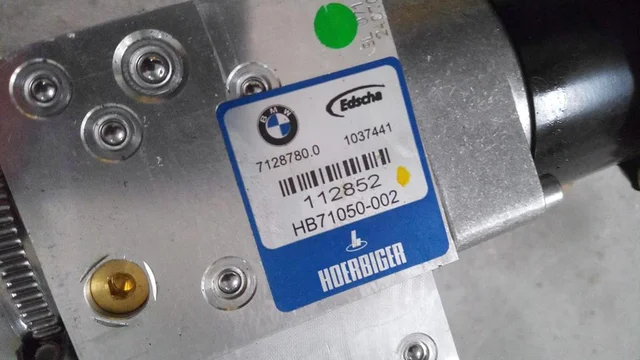 BMW
Edscha
7128780.0 1037441
112852
HB71050-002
HOERBIGER